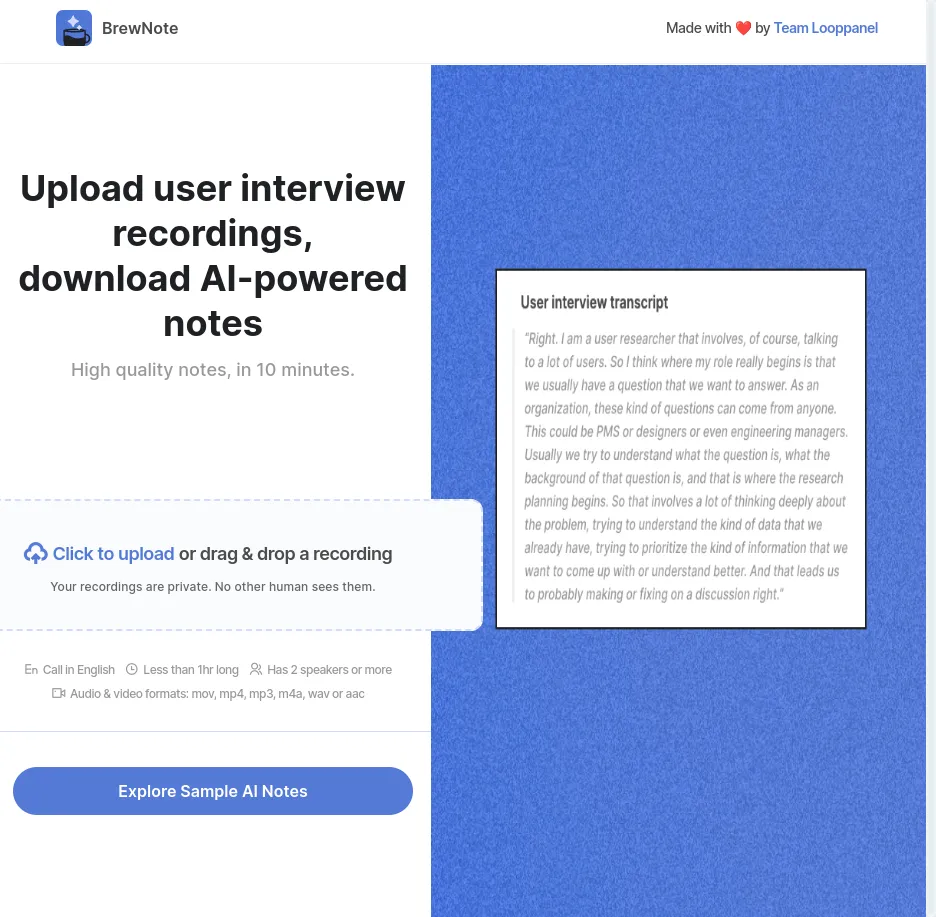 BrewNote
Made with ❤️ by Team Looppanel
Upload user interview
recordings,
download AI-powered
notes
High quality notes, in 10 minutes.
Click to upload or drag & drop a recording
Your recordings are private. No other human sees them.
En Call in English Less than 1hr long Has 2 speakers or more
Audio & video formats: mov, mp4, mp3, m4a, wav or aac
Explore Sample AI Notes
User interview transcript
“Right. I am a user researcher that involves, of course, talking
to a lot of users. So I think where my role really begins is that
we usually have a question that we want to answer. As an
organization, these kind of questions can come from anyone.
This could be PMS or designers or even engineering managers.
Usually we try to understand what the question is, what the
background of that question is, and that is where the research
planning begins. So that involves a lot of thinking deeply about
the problem, trying to understand the kind of data that we
already have, trying to prioritize the kind of information that we
want to come up with or understand better. And that leads us
to probably making or fixing on a discussion right.”